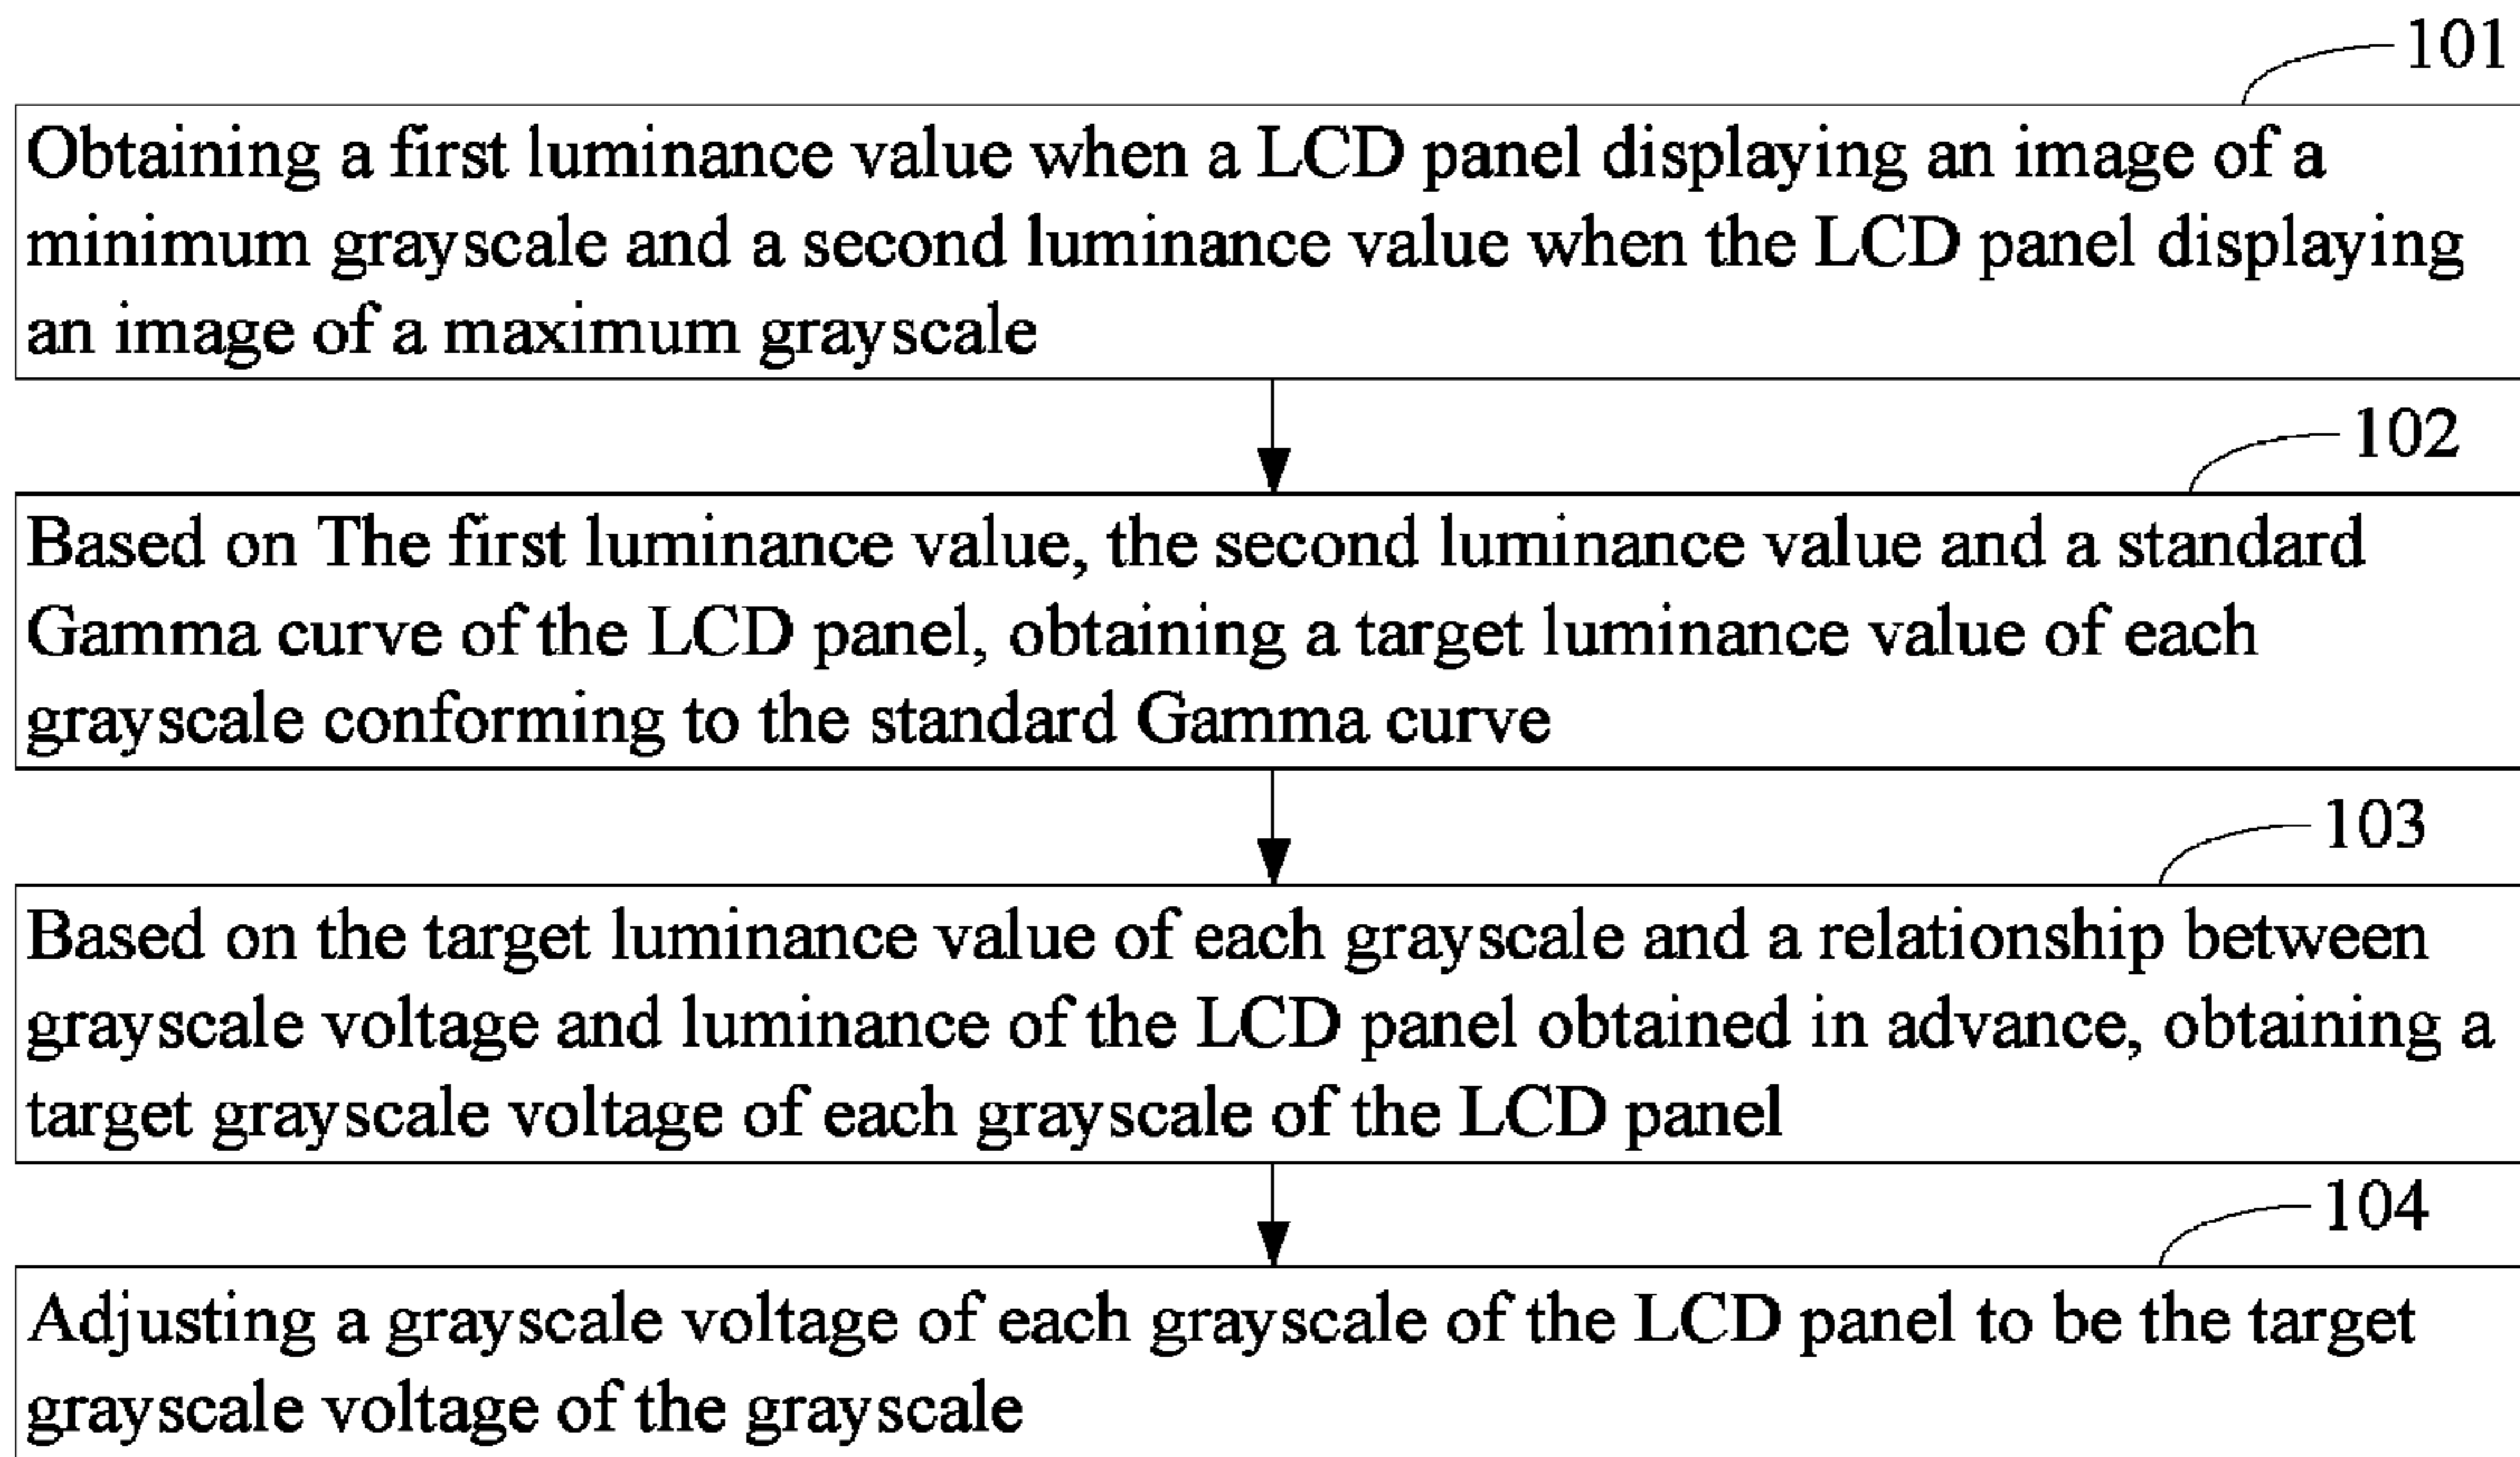 101
Obtaining a first luminance value when a LCD panel displaying an image of a
minimum grayscale and a second luminance value when the LCD panel displaying
an image of a maximum grayscale
102
Based on The first luminance value, the second luminance value and a standard
Gamma curve of the LCD panel, obtaining a target luminance value of each
grayscale conforming to the standard Gamma curve
103
Based on the target luminance value of each grayscale and a relationship between
grayscale voltage and luminance of the LCD panel obtained in advance, obtaining a
target grayscale voltage of each grayscale of the LCD panel
104
Adjusting a grayscale voltage of each grayscale of the LCD panel to be the target
grayscale voltage of the grayscale